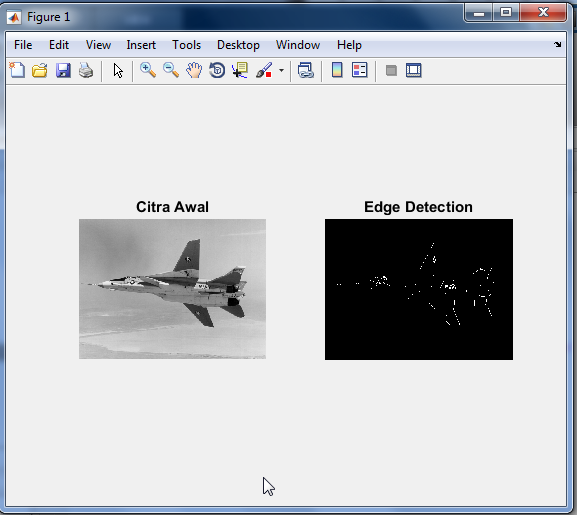 Figure 1
File Edit View Insert Tools Desktop Window Help
Citra Awal Edge Detection